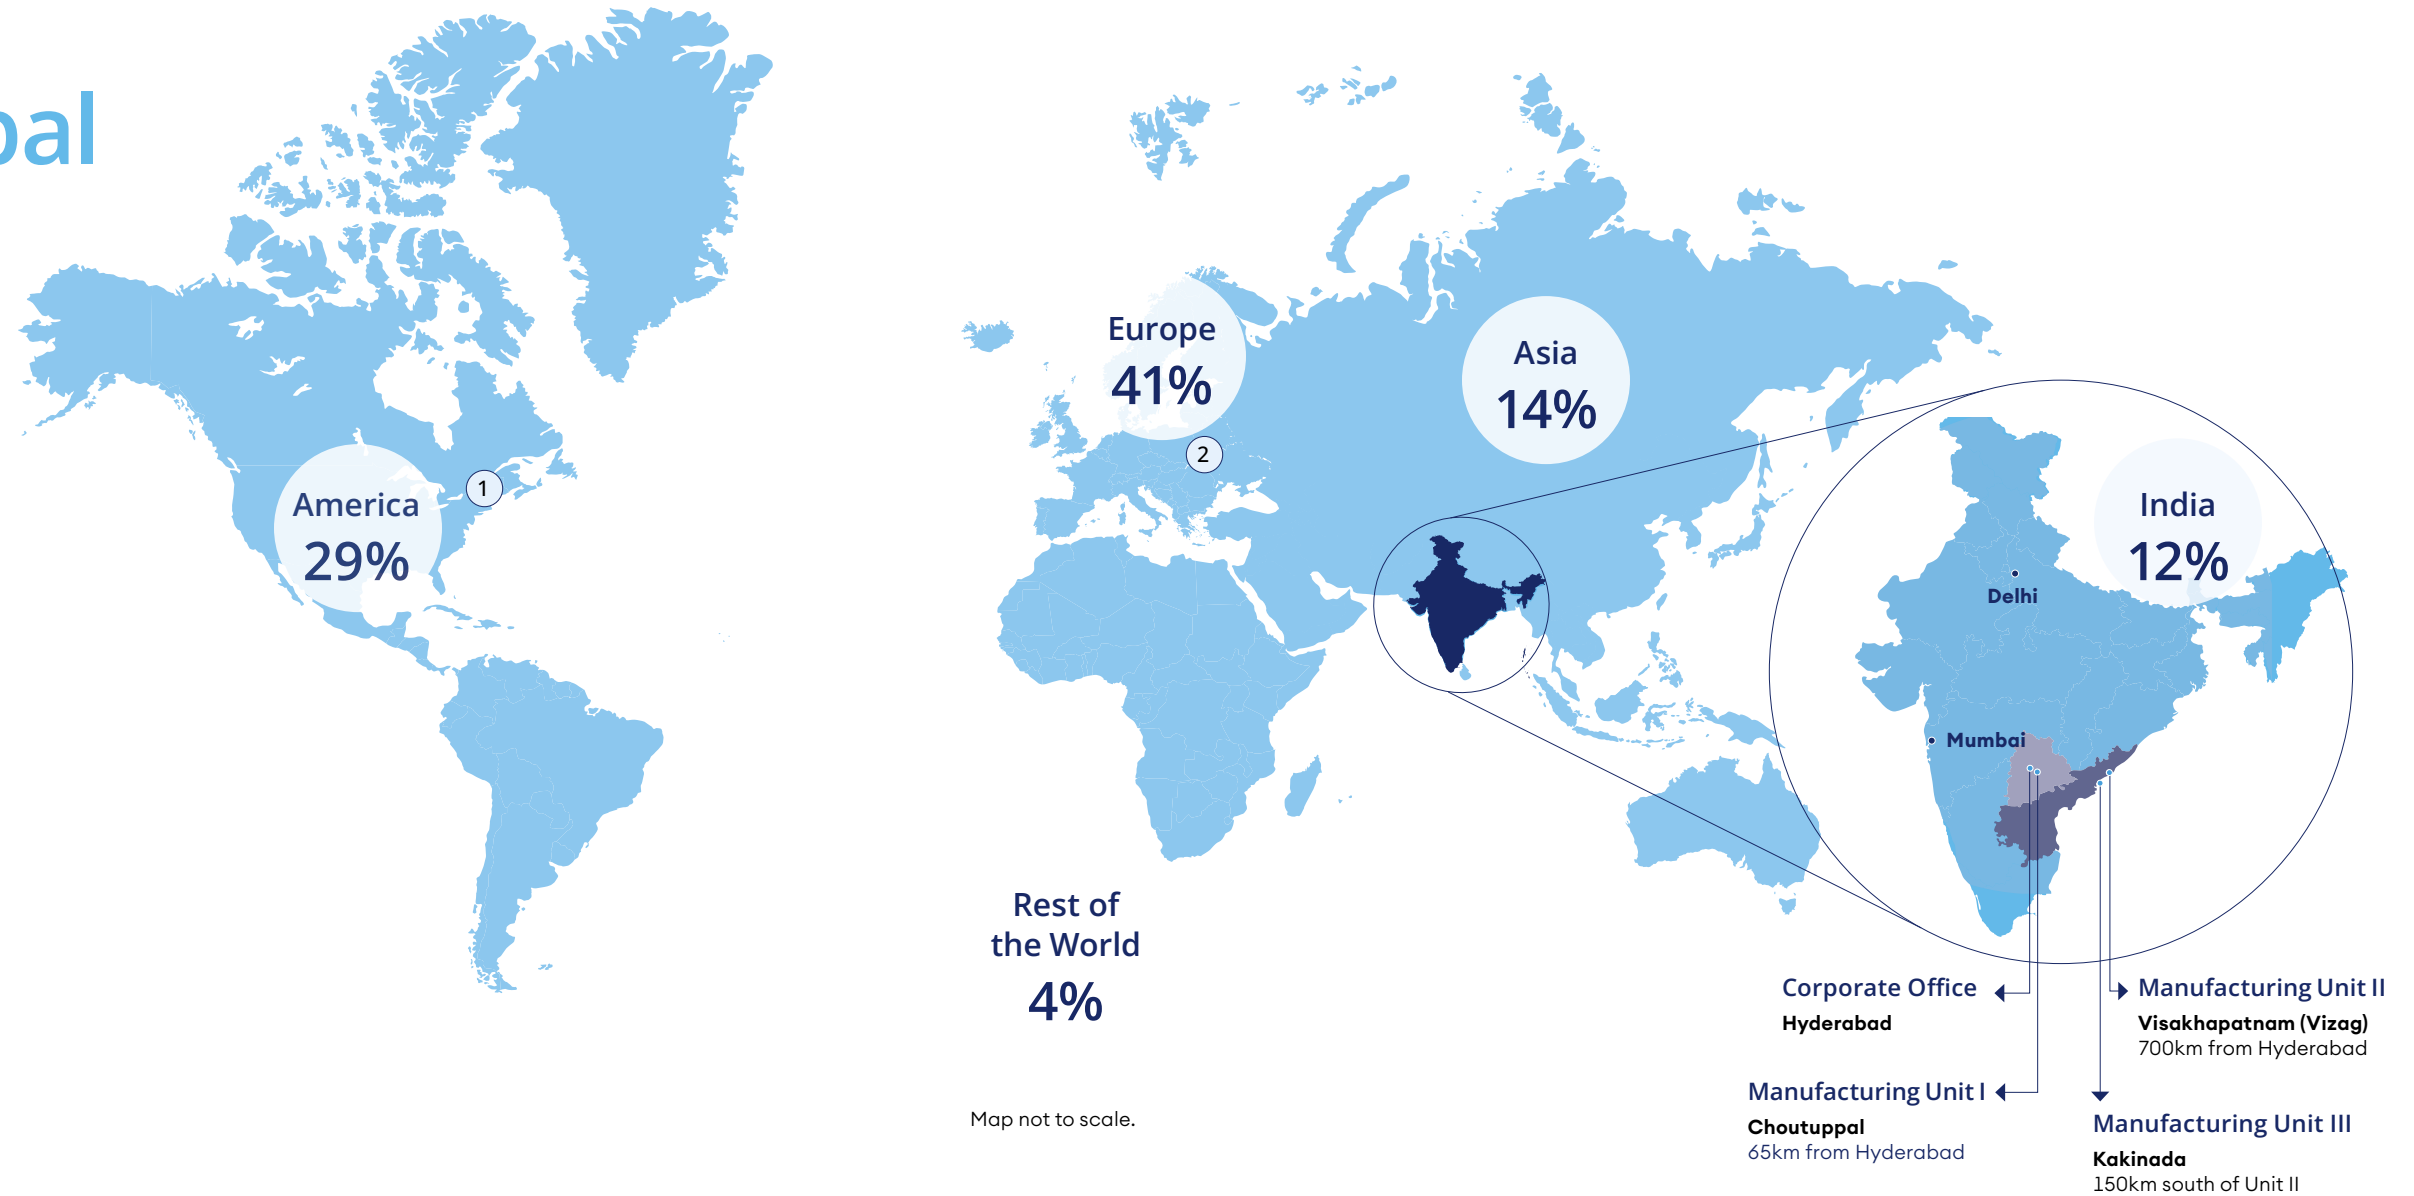 bal
America
29%
1
Europe
41%
2
Asia
14%
India
12%
Delhi
Mumbai
Rest of
the World
4%
Map not to scale.
Corporate Office
Hyderabad
Manufacturing Unit I
Choutuppal
65km from Hyderabad
Manufacturing Unit II
Visakhapatnam (Vizag)
700km from Hyderabad
Manufacturing Unit III
Kakinada
150km south of Unit II